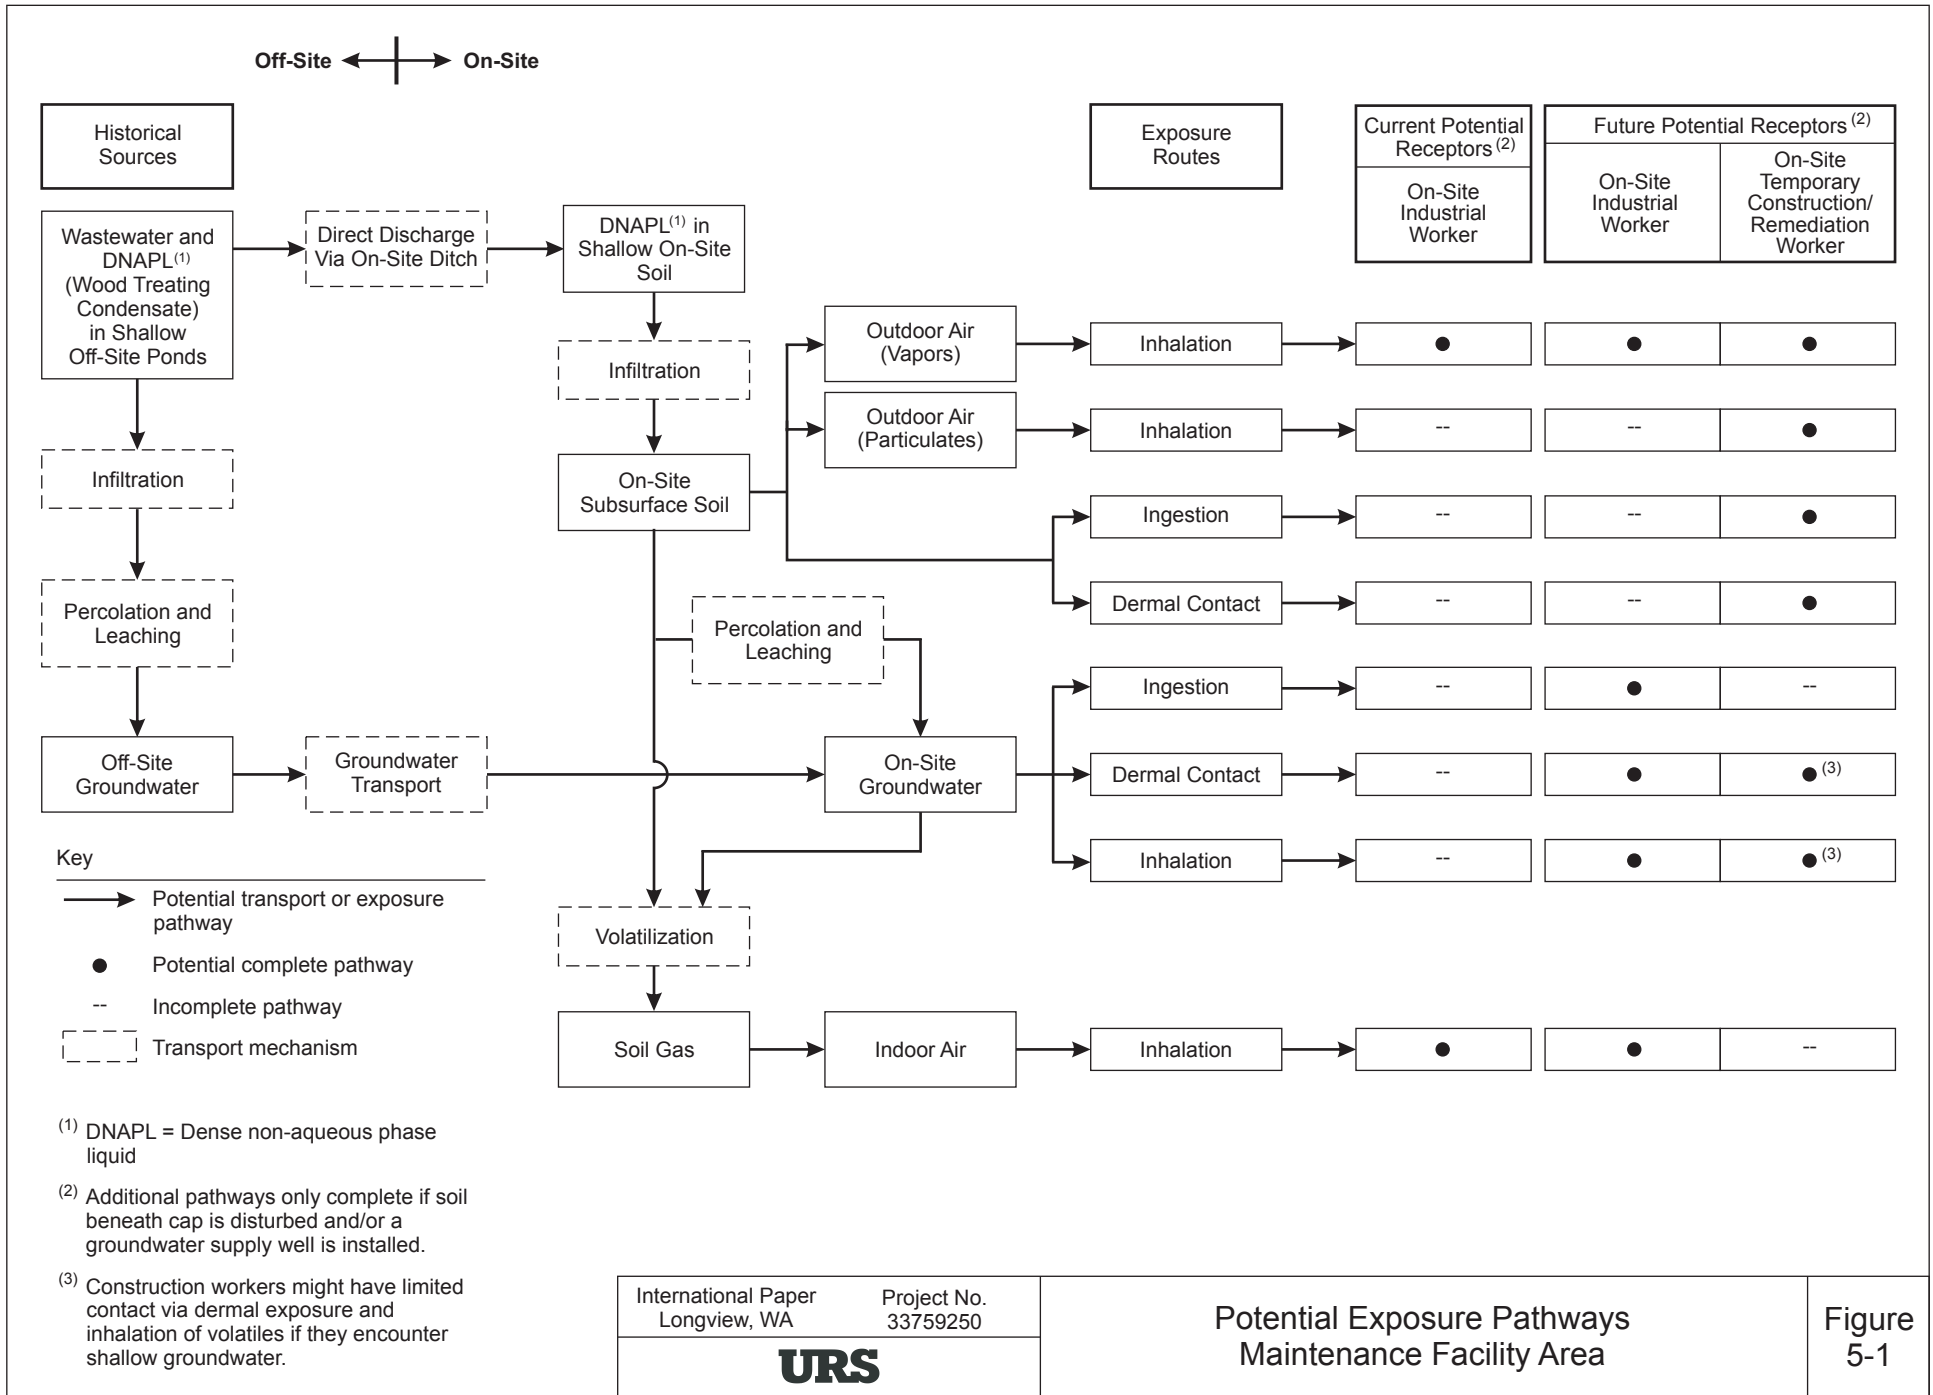 Off-Site
On-Site
Historical
Sources
Exposure
Routes
Current Potential
Receptors (2)
On-Site
Industrial
Worker
Future Potential Receptors (2)
On-Site
Industrial
Worker
On-Site
Temporary
Construction/
Remediation
Worker
Wastewater and
DNAPL(1)
(Wood Treating
Condensate)
in Shallow
Off-Site Ponds
Direct Discharge
Via On-Site Ditch
DNAPL(1) in
Shallow On-Site
Soil
Infiltration
Outdoor Air
(Vapors)
Inhalation
Outdoor Air
(Particulates)
Inhalation
--
--
Infiltration
On-Site
Subsurface Soil
Ingestion
--
--
Percolation and
Leaching
Dermal Contact
--
--
Percolation and
Leaching
Ingestion
--
--
Off-Site
Groundwater
Groundwater
Transport
On-Site
Groundwater
Dermal Contact
--
(3)
Inhalation
--
(3)
Volatilization
Soil Gas
Indoor Air
Inhalation
--
Key
Potential transport or exposure
pathway
Potential complete pathway
-- Incomplete pathway
Transport mechanism
(1) DNAPL = Dense non-aqueous phase
liquid
(2) Additional pathways only complete if soil
beneath cap is disturbed and/or a
groundwater supply well is installed.
(3) Construction workers might have limited
contact via dermal exposure and
inhalation of volatiles if they encounter
shallow groundwater.
International Paper
Longview, WA
Project No.
33759250
URS
Potential Exposure Pathways
Maintenance Facility Area
Figure
5-1